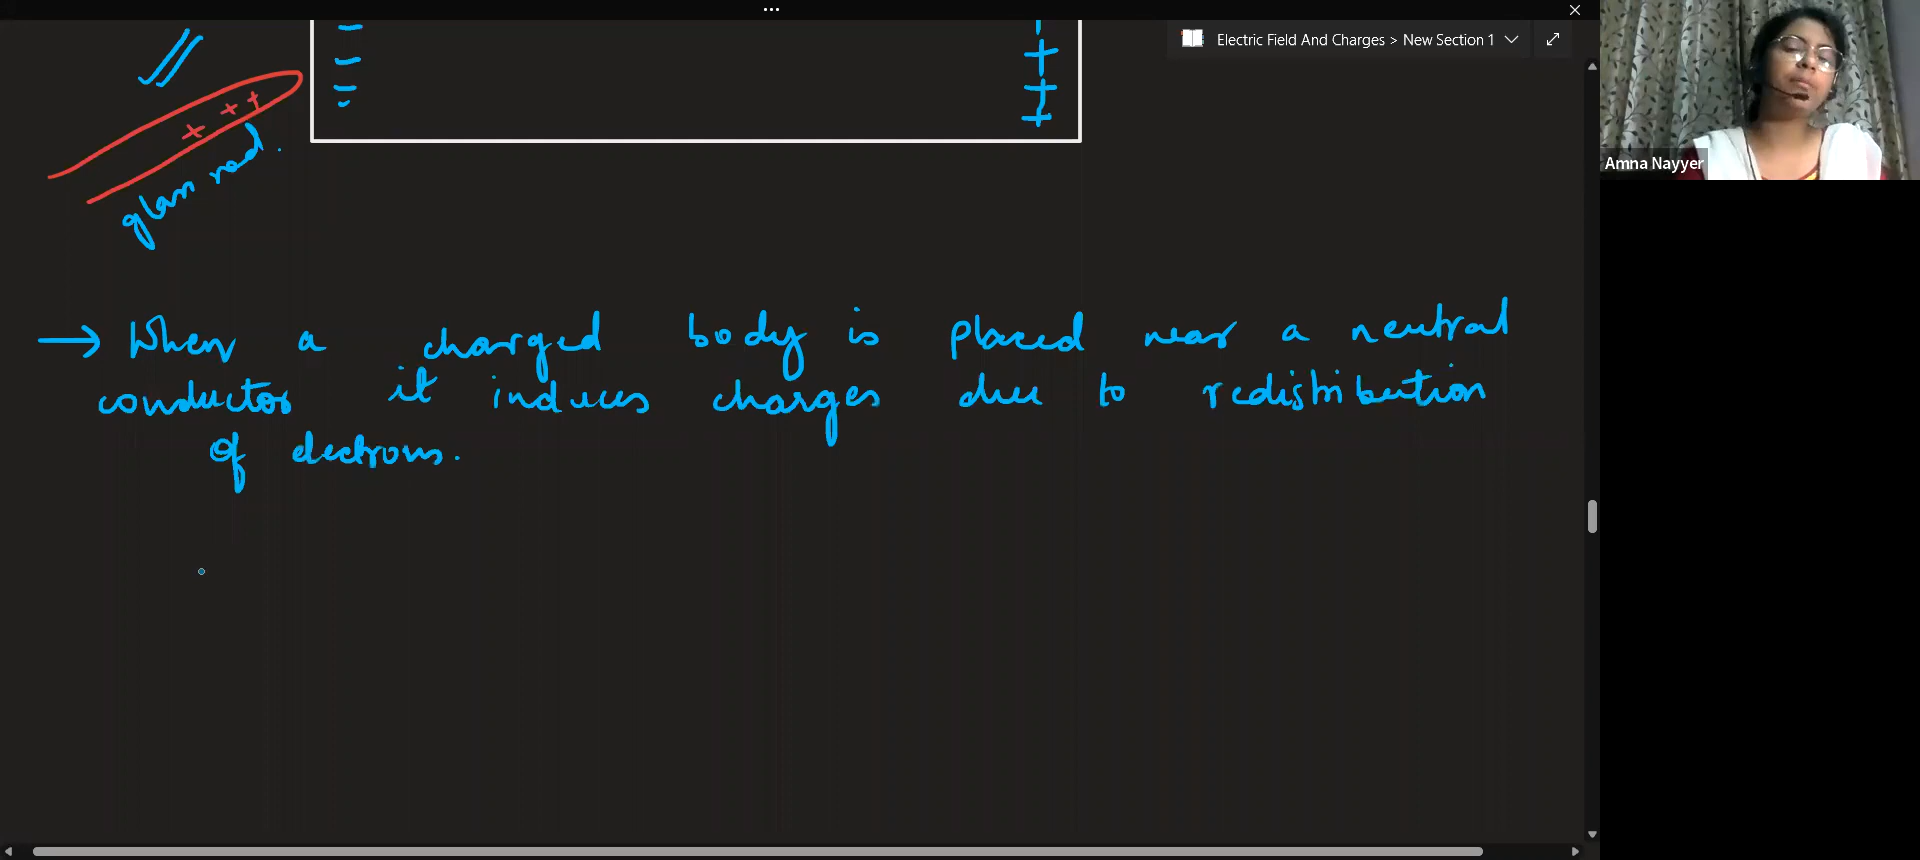 Electric Field And Charges > New Section 1
Amna Nayyer
glass rod.
→ When a charged body is placed near a neutral
conductor it induces charges due to redistribution
of electrons.